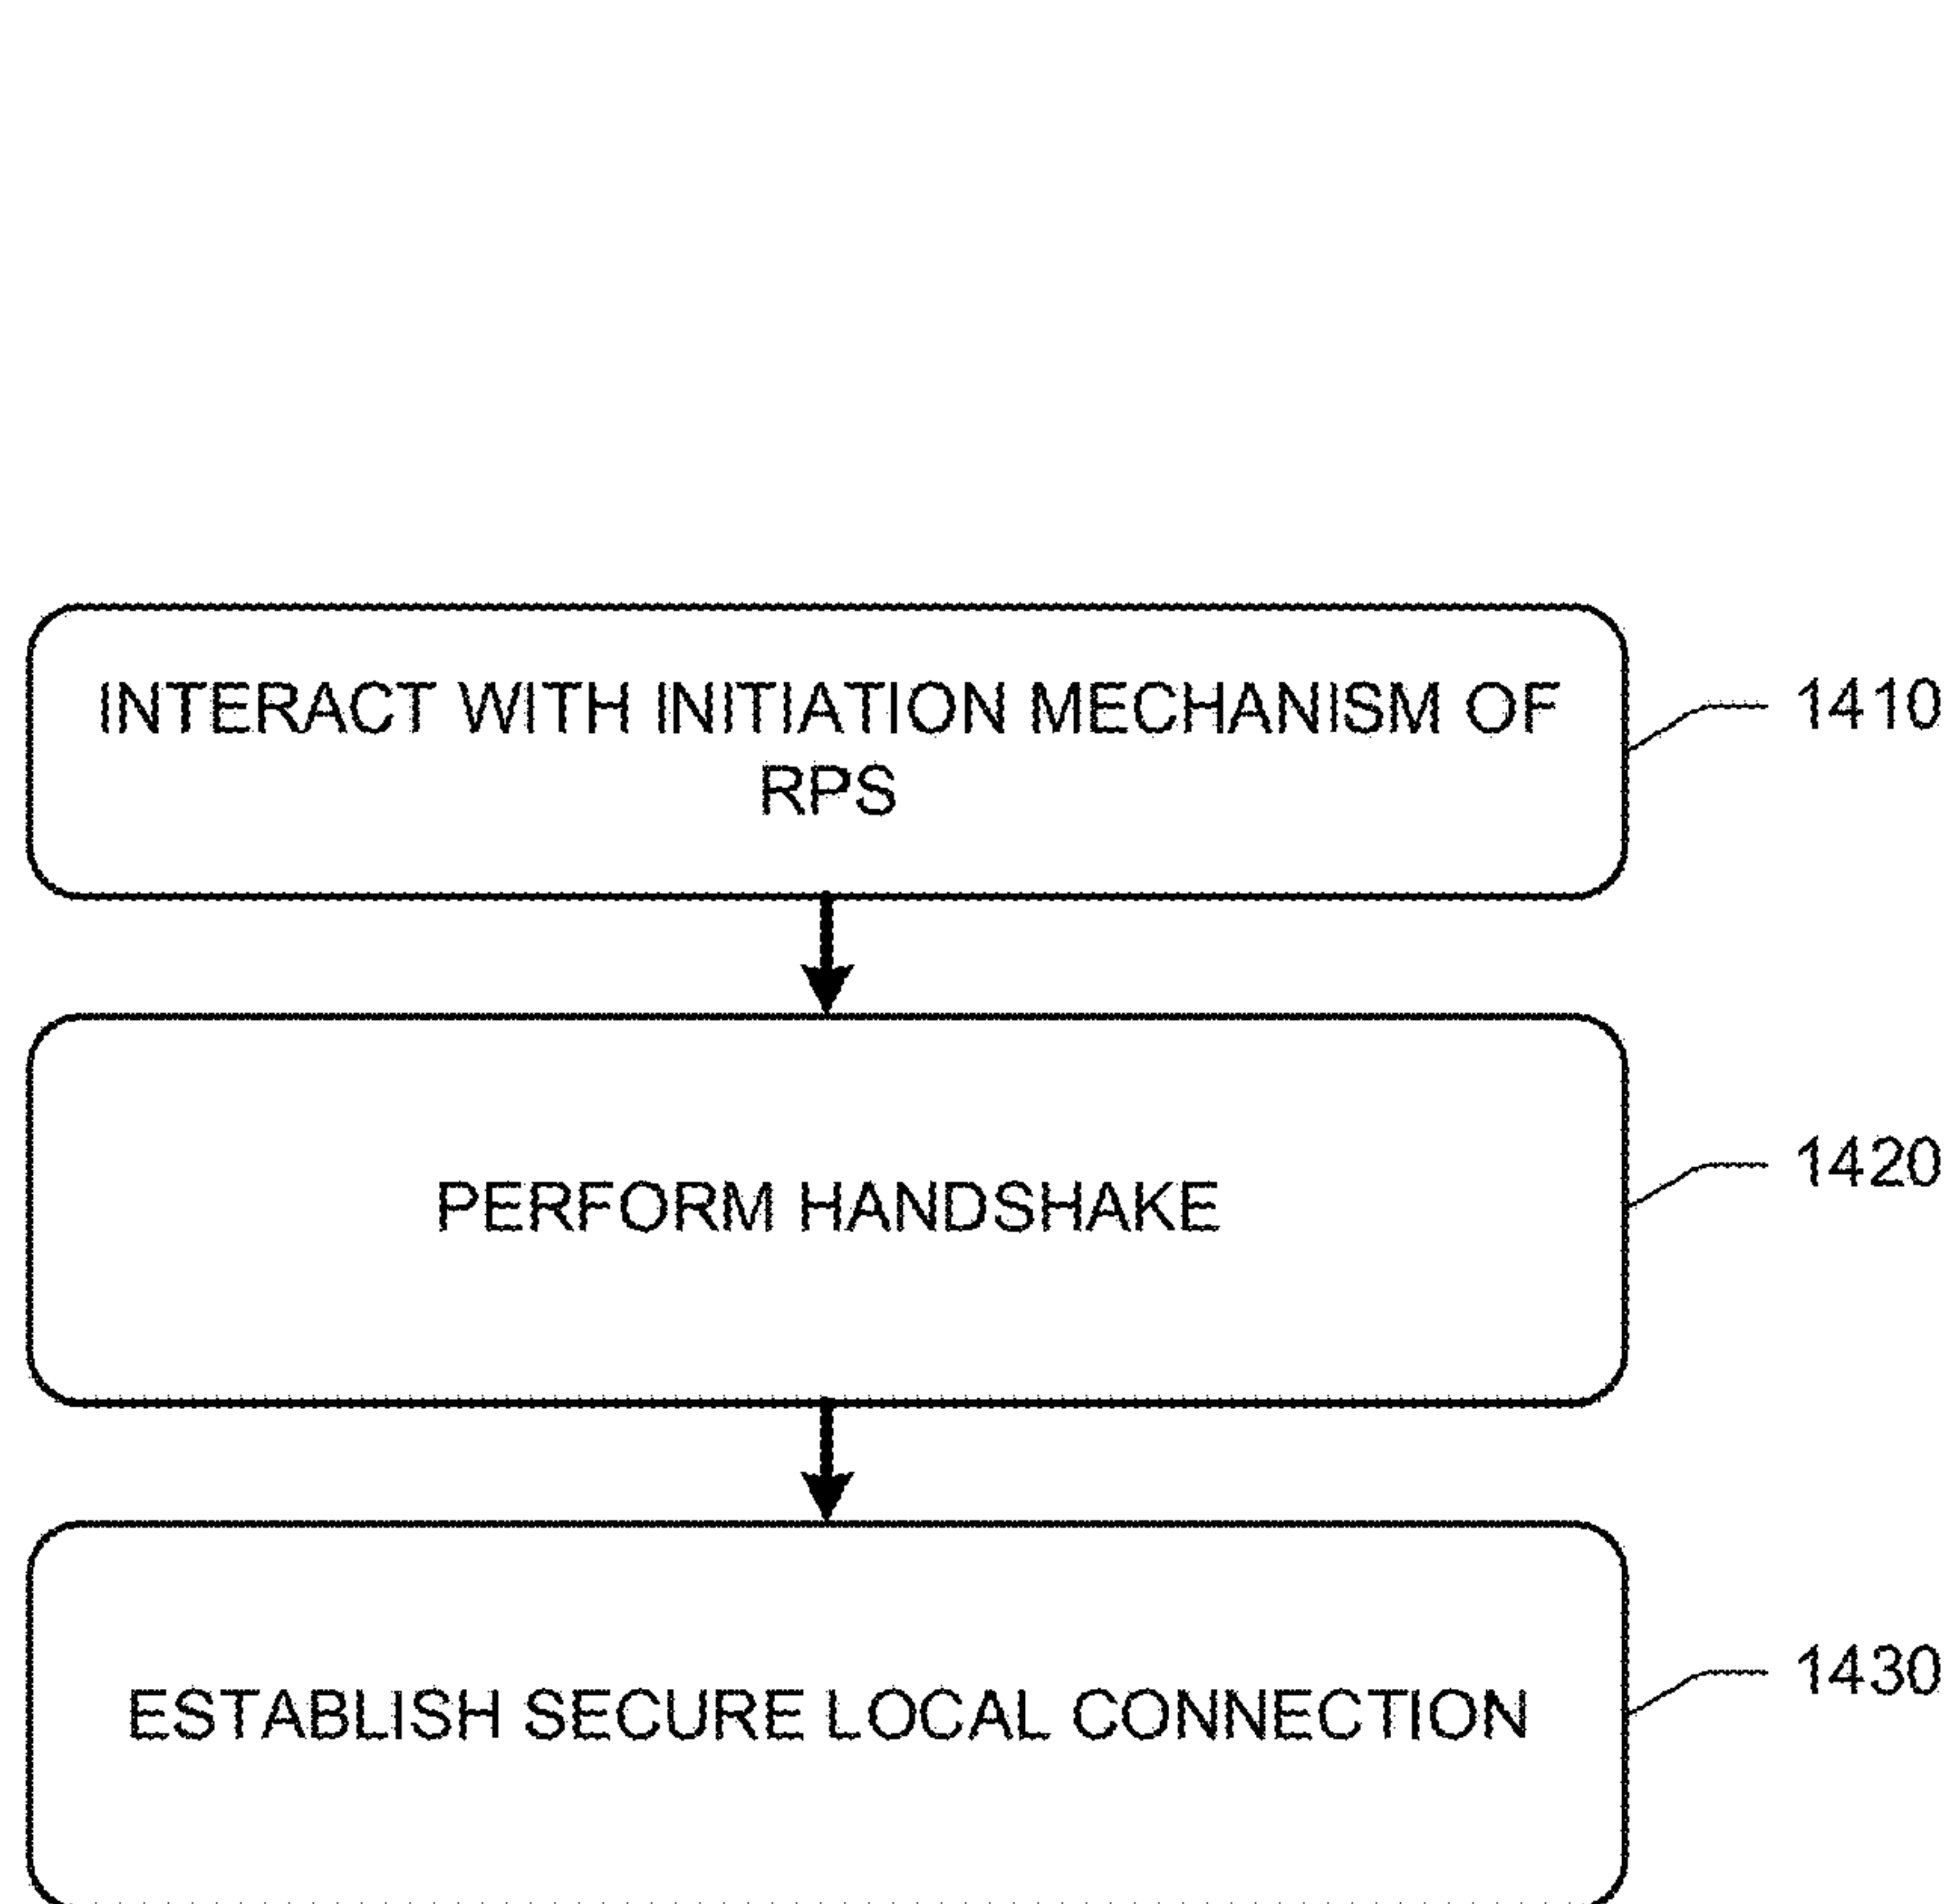 INTERACT WITH INITIATION MECHANISM OF
RPS
1410
PERFORM HANDSHAKE
1420
ESTABLISH SECURE LOCAL CONNECTION
1430